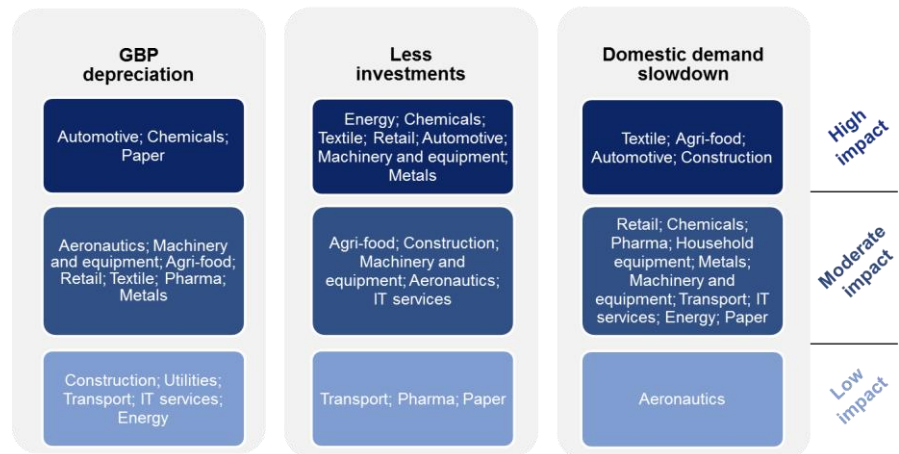 GBP
depreciation
Automotive; Chemicals;
Paper
Aeronautics; Machinery
and equipment; Agri-food;
Retail; Textile; Pharma;
Metals
Construction; Utilities;
Transport; IT services;
Energy
Less
investments
Energy; Chemicals;
Textile; Retail; Automotive;
Machinery and equipment;
Metals
Agri-food; Construction;
Machinery and
equipment; Aeronautics;
IT services
Transport; Pharma; Paper
Domestic demand
slowdown
Textile; Agri-food;
Automotive; Construction
Retail; Chemicals;
Pharma; Household
equipment; Metals;
Machinery and
equipment; Transport; IT
services; Energy; Paper
Aeronautics
High
impact
Moderate
impact
Low
impact